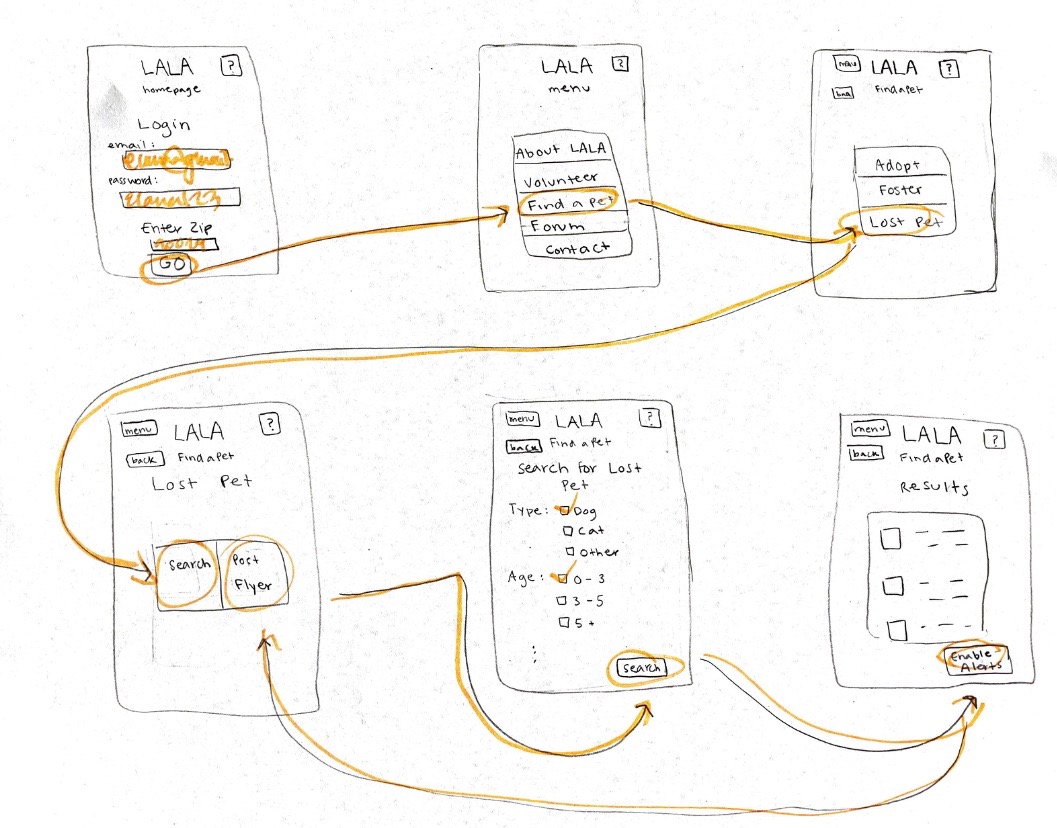 LALA ?
homepage
Login
email:
password:
Enter Zip
GO
LALA ?
menu
About LALA
Volunteer
Find a Pet
Forum
Contact
menu LALA ?
back Find a Pet
Adopt
Foster
Lost Pet
menu LALA ?
back Find a Pet
Lost Pet
Search
Post
Flyer
menu LALA ?
back Find a Pet
Search for Lost
Pet
Type: Dog
Cat
Other
Age: 0-3
3-5
5+
Search
menu LALA ?
back Find a Pet
Results
Enable
Alerts